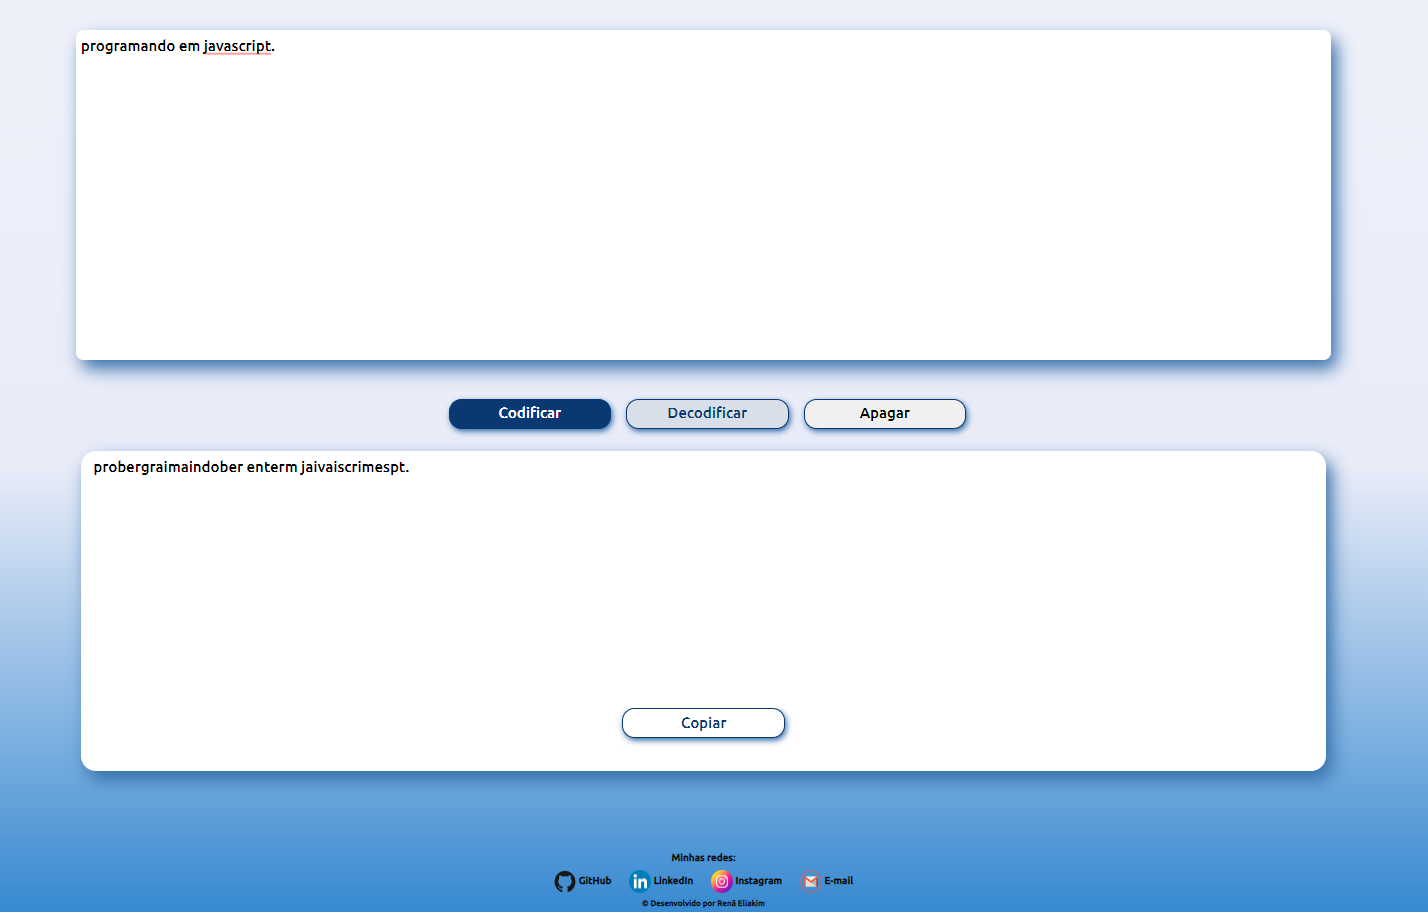 programando em javascript.
Codificar Decodificar Apagar
probergraimaindober enterm jaivaiscrimespt.
Copiar
Minhas redes:
GitHub LinkedIn Instagram E-mail
© Desenvolvido por Renã Eliakim